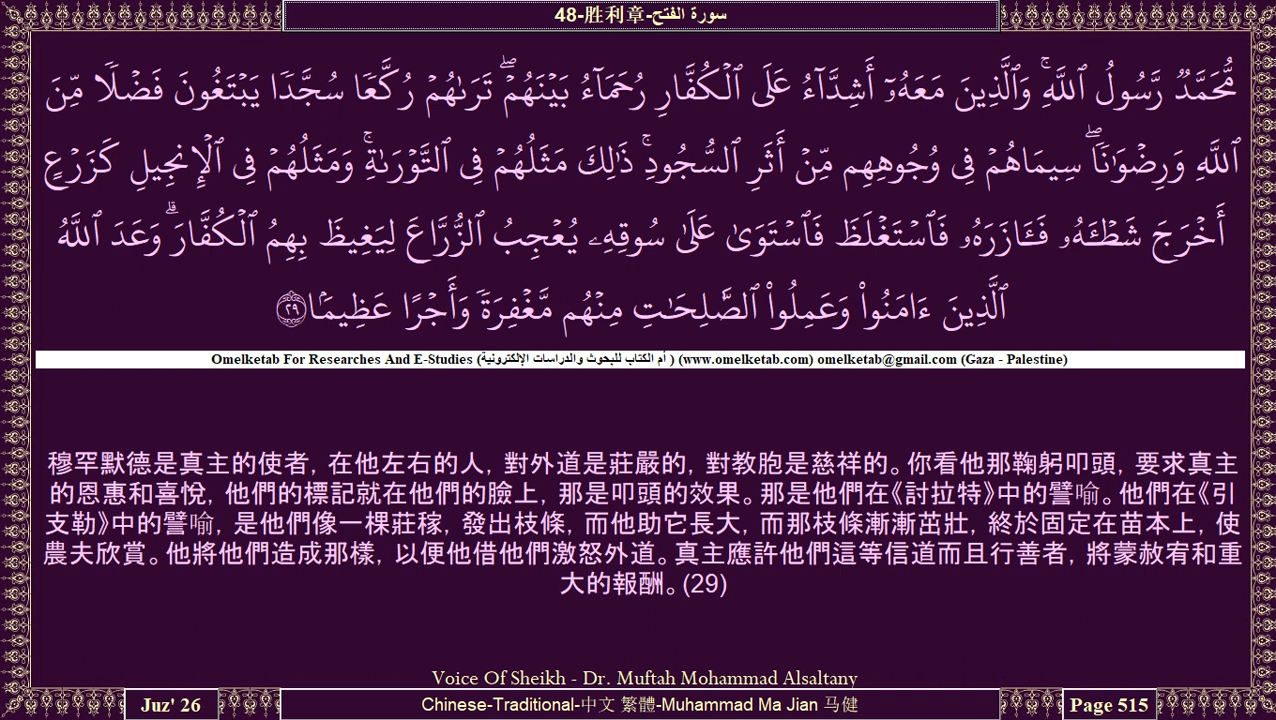 48-胜利章-سورة الفتح
مُّحَمَّدٌ رَّسُولُ ٱللَّهِۚ وَٱلَّذِينَ مَعَهُۥٓ أَشِدَّآءُ عَلَى ٱلۡكُفَّارِ رُحَمَآءُ بَيۡنَهُمۡۖ تَرَىٰهُمۡ رُكَّعٗا سُجَّدٗا يَبۡتَغُونَ فَضۡلٗا مِّنَ
ٱللَّهِ وَرِضۡوَٰنٗاۖ سِيمَاهُمۡ فِي وُجُوهِهِم مِّنۡ أَثَرِ ٱلسُّجُودِۚ ذَٰلِكَ مَثَلُهُمۡ فِي ٱلتَّوۡرَىٰةِۚ وَمَثَلُهُمۡ فِي ٱلۡإِنجِيلِ كَزَرۡعٍ
أَخۡرَجَ شَطۡـَٔهُۥ فَـَٔازَرَهُۥ فَٱسۡتَغۡلَظَ فَٱسۡتَوَىٰ عَلَىٰ سُوقِهِۦ يُعۡجِبُ ٱلزُّرَّاعَ لِيَغِيظَ بِهِمُ ٱلۡكُفَّارَۗ وَعَدَ ٱللَّهُ
ٱلَّذِينَ ءَامَنُواْ وَعَمِلُواْ ٱلصَّٰلِحَٰتِ مِنۡهُم مَّغۡفِرَةٗ وَأَجۡرًا عَظِيمَۢا ٢٩
Omelketab For Researches And E-Studies (أم الكتاب للبحوث والدراسات الإلكترونية ) (www.omelketab.com) omelketab@gmail.com (Gaza - Palestine)
穆罕默德是真主的使者, 在他左右的人, 對外道是莊嚴的, 對教胞是慈祥的。你看他那鞠躬叩頭, 要求真主
的恩惠和喜悅, 他們的標記就在他們的臉上, 那是叩頭的效果。那是他們在《討拉特》中的譬喻。他們在《引
支勒》中的譬喻, 是他們像一棵莊稼, 發出枝條, 而他助它長大, 而那枝條漸漸茁壯, 終於固定在苗本上, 使
農夫欣賞。他將他們造成那樣, 以便他借他們激怒外道。真主應許他們這等信道而且行善者, 將蒙赦宥和重
大的報酬。(29)
Voice Of Sheikh - Dr. Muftah Mohammad Alsaltany
Juz' 26
Chinese-Traditional-中文 繁體-Muhammad Ma Jian 马健
Page 515